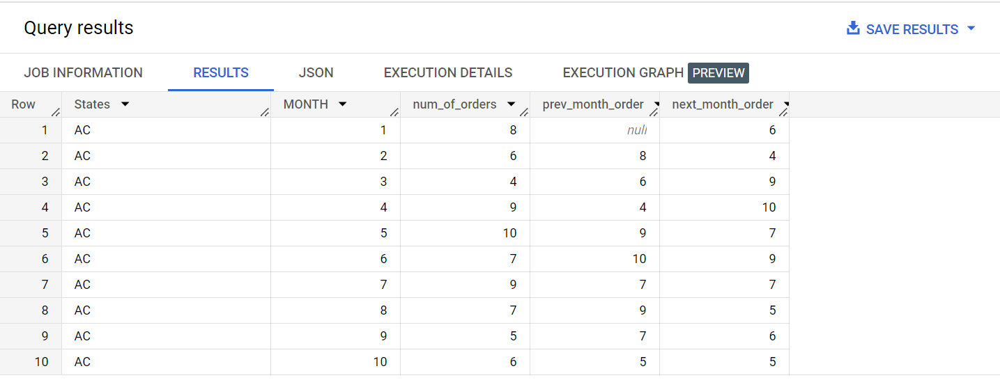 Query results
SAVE RESULTS
JOB INFORMATION RESULTS JSON EXECUTION DETAILS EXECUTION GRAPH PREVIEW
Row States MONTH num_of_orders prev_month_order next_month_order
1 AC 1 8 null 6
2 AC 2 6 8 4
3 AC 3 4 6 9
4 AC 4 9 4 10
5 AC 5 10 9 7
6 AC 6 7 10 9
7 AC 7 9 7 7
8 AC 8 7 9 5
9 AC 9 5 7 6
10 AC 10 6 5 5